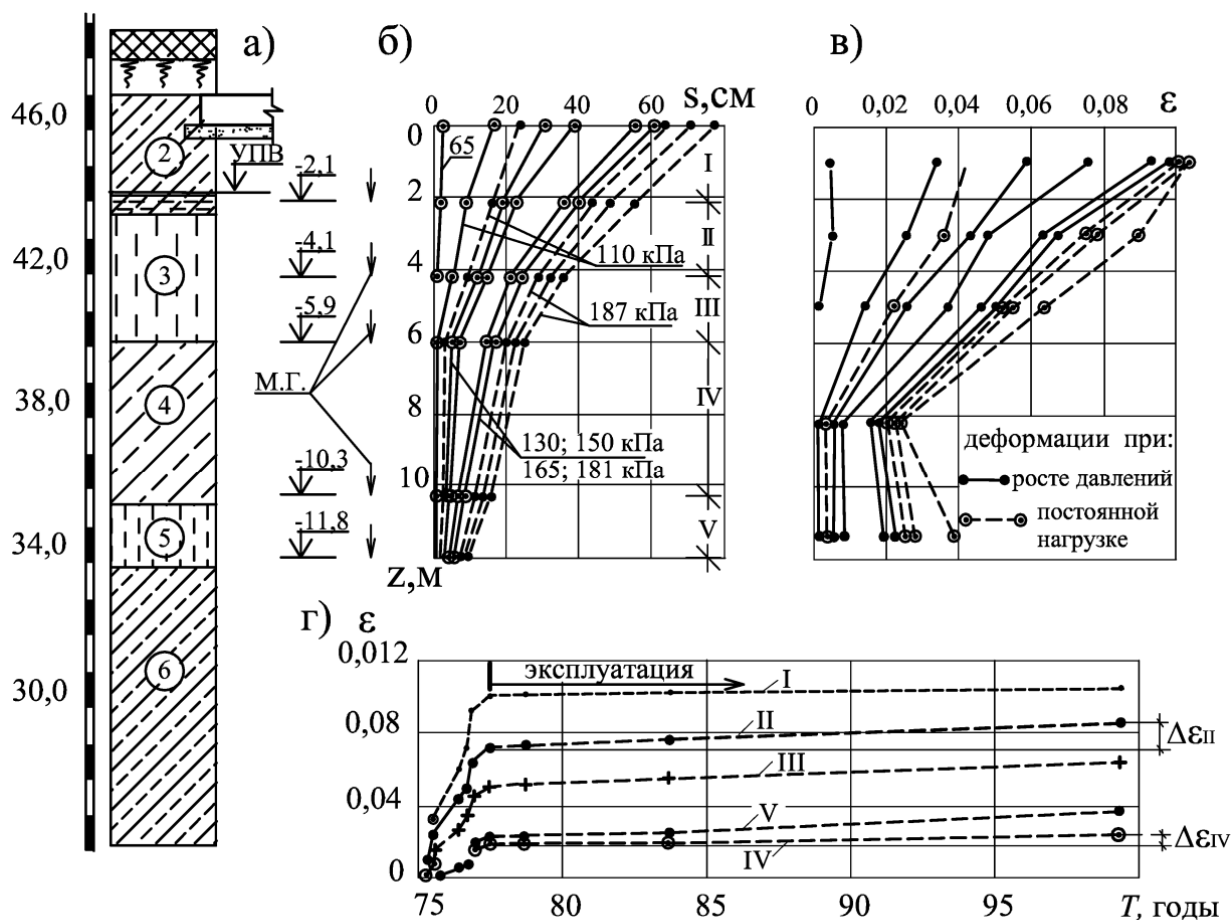 а)
46,0
42,0
38,0
34,0
30,0
2
3
4
5
6
УПВ
-2,1
-4,1
-5,9
-10,3
-11,8
М.Г.
б)
0 20 40 60 s,см
0
2
4
6
8
10
z,м
65
110 кПа
187 кПа
130; 150 кПа
165; 181 кПа
I
II
III
IV
V
в)
0 0,02 0,04 0,06 0,08 ε
деформации при:
росте давлений
постоянной
нагрузке
г) ε
0,012
0,08
0,04
0
эксплуатация
I
II
III
V
IV
ΔεII
ΔεIV
75 80 85 90 95 T, годы